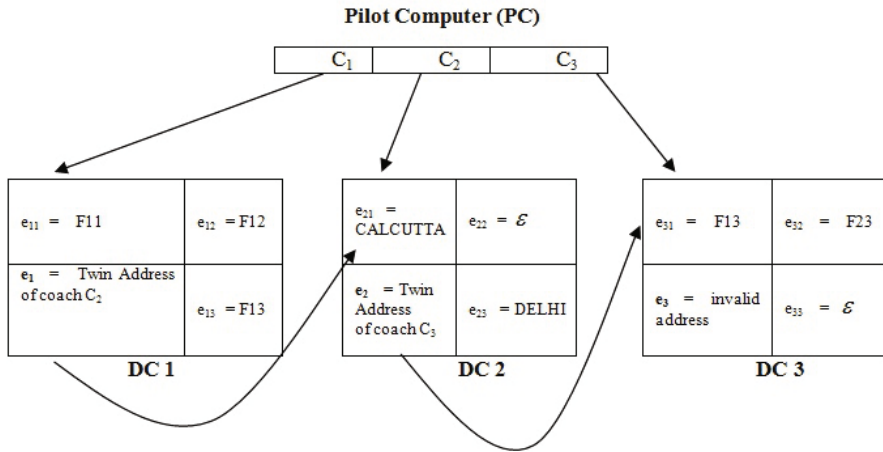 Pilot Computer (PC)
C₁ C₂ C₃
e₁₁ = F11
e₁₂ = F12
e₁ = Twin Address
of coach C₂
e₁₃ = F13
DC 1
e₂₁ =
CALCUTTA
e₂₂ = ε
e₂ = Twin
Address
of coach C₃
e₂₃ = DELHI
DC 2
e₃₁ = F13
e₃₂ = F23
e₃ = invalid
address
e₃₃ = ε
DC 3